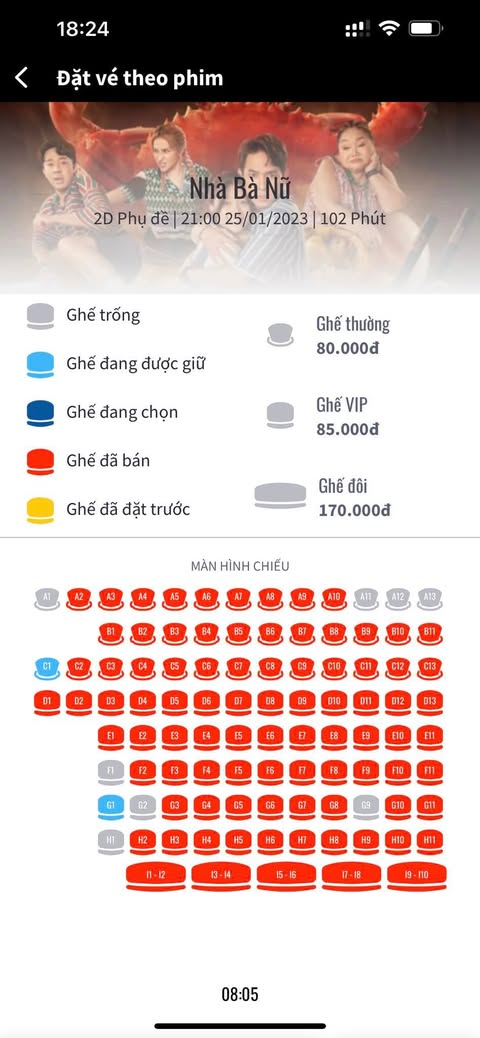 18:24
Đặt vé theo phim
Nhà Bà Nữ
2D Phụ đề | 21:00 25/01/2023 | 102 Phút
Ghế trống
Ghế thường
80.000đ
Ghế đang được giữ
Ghế đang chọn
Ghế VIP
85.000đ
Ghế đã bán
Ghế đôi
170.000đ
Ghế đã đặt trước
MÀN HÌNH CHIẾU
A1 A2 A3 A4 A5 A6 A7 A8 A9 A10 A11 A12 A13
B1 B2 B3 B4 B5 B6 B7 B8 B9 B10 B11
C1 C2 C3 C4 C5 C6 C7 C8 C9 C10 C11 C12 C13
D1 D2 D3 D4 D5 D6 D7 D8 D9 D10 D11 D12 D13
E1 E2 E3 E4 E5 E6 E7 E8 E9 E10 E11
F1 F2 F3 F4 F5 F6 F7 F8 F9 F10 F11
G1 G2 G3 G4 G5 G6 G7 G8 G9 G10 G11
H1 H2 H3 H4 H5 H6 H7 H8 H9 H10 H11
I1 - I2 I3 - I4 I5 - I6 I7 - I8 I9 - I10
08:05